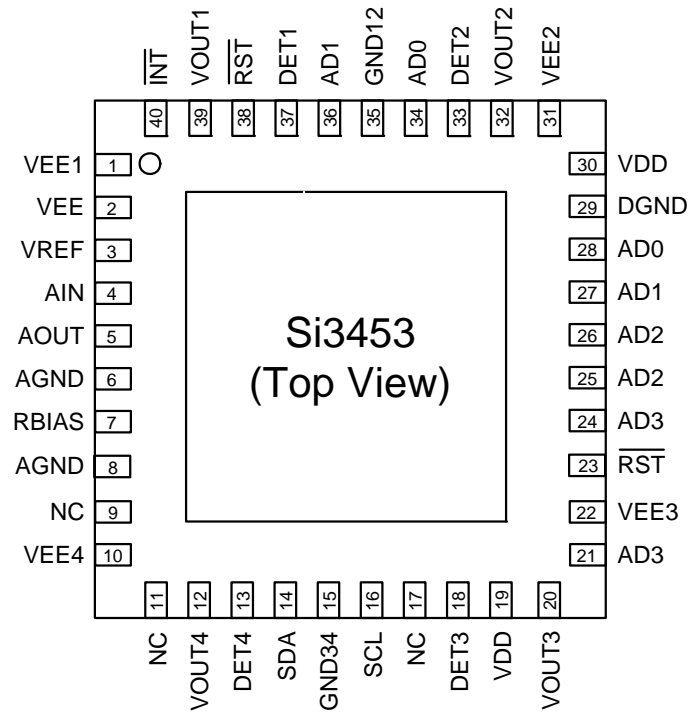 INT
VOUT1
RST
DET1
AD1
GND12
AD0
DET2
VOUT2
VEE2
40
39
38
37
36
35
34
33
32
31
VEE1 1 30 VDD
VEE 2 29 DGND
VREF 3 28 AD0
AIN 4 27 AD1
AOUT 5 26 AD2
AGND 6 25 AD2
RBIAS 7 24 AD3
AGND 8 23 RST
NC 9 22 VEE3
VEE4 10 21 AD3
Si3453
(Top View)
11
12
13
14
15
16
17
18
19
20
NC
VOUT4
DET4
SDA
GND34
SCL
NC
DET3
VDD
VOUT3